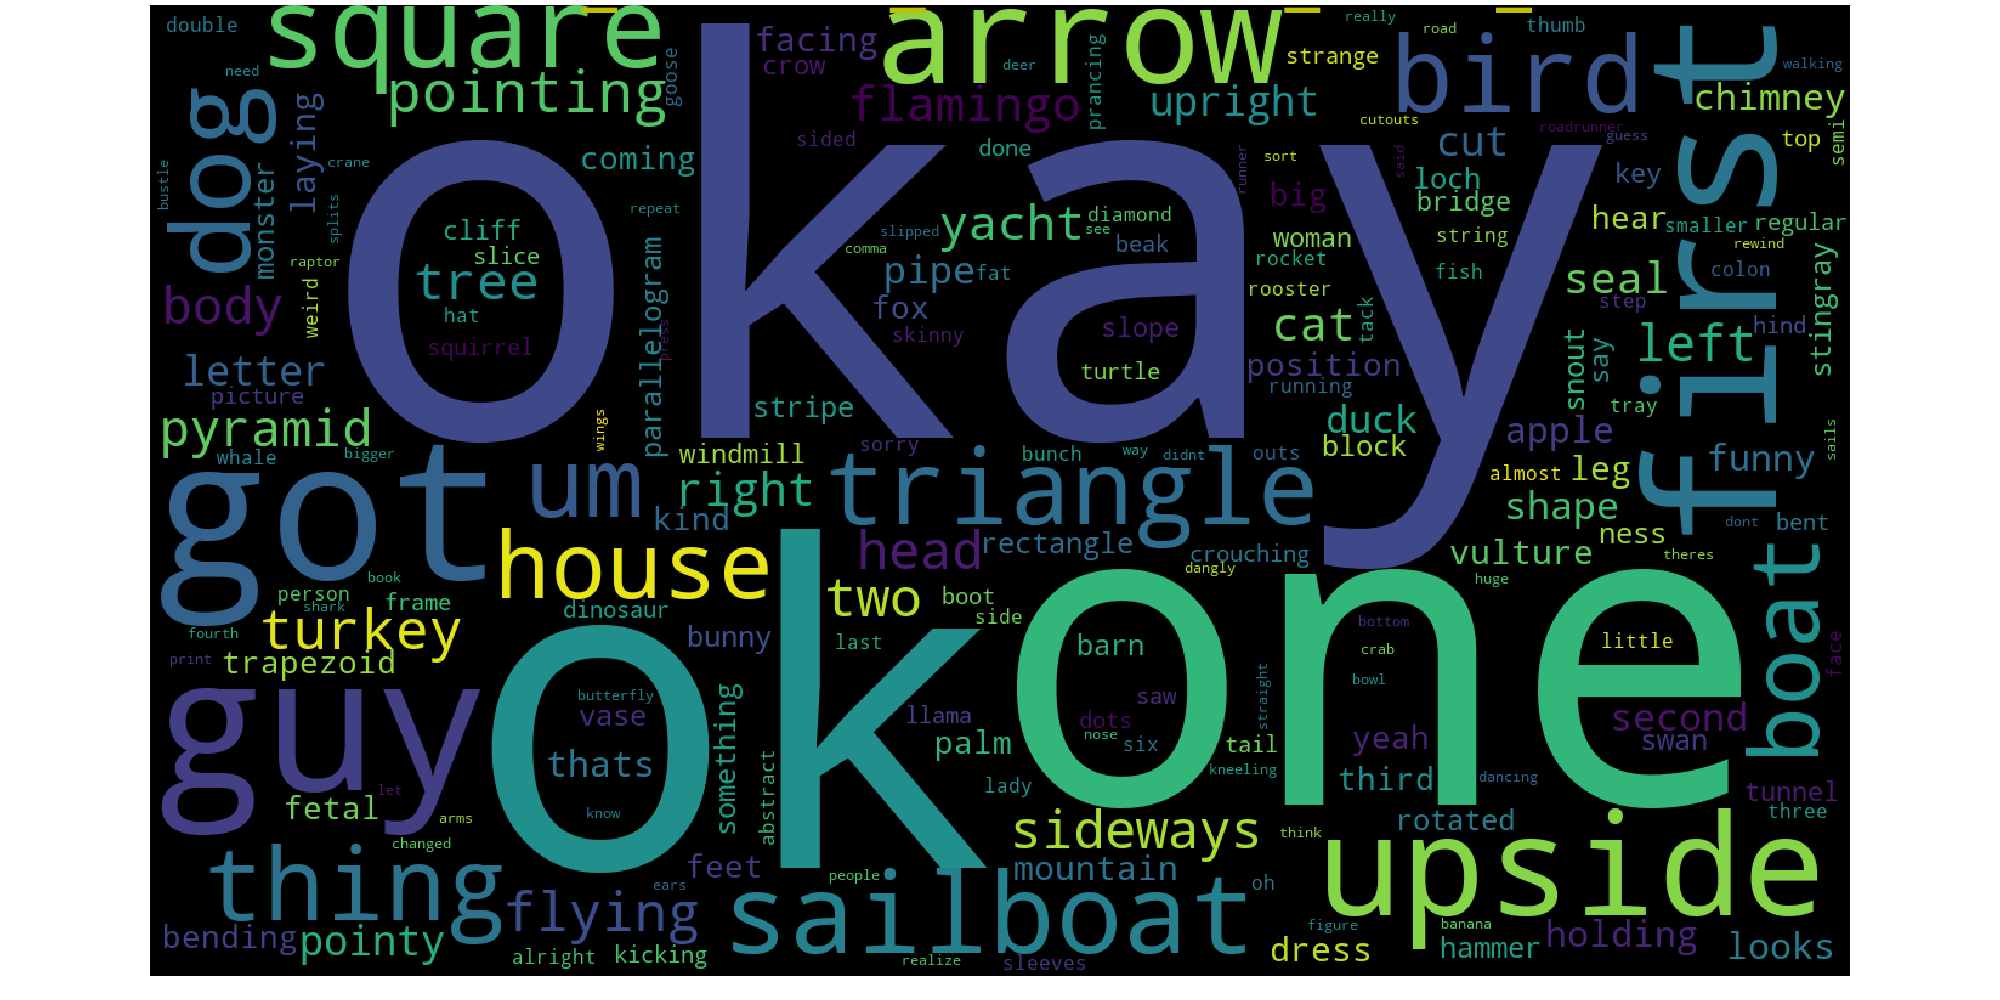 double
square
arrow
really
road
thumb
need
pointing
goose
facing
crow
deer
prancing
strange
bird
first
walking
flamingo
upright
chimney
dog
laying
monster
bustle
crane
splits
raptor
weird
coming
okay
sided
done
cutouts
cut
roadrunner
guess
top
semi
sort
runner
said
key
loch
bridge
big
repeat
cliff
slice
tree
hat
squirrel
parallelogram
press
comma
slipped
yacht
diamond
see
beak
woman
string
hear
smaller
regular
rewind
body
pipe
fat
rocket
fish
seal
colon
stingray
fox
skinny
rooster
step
hind
slope
cat
tack
snout
say
left
letter
picture
turtle
position
running
tray
stripe
duck
pyramid
whale
bigger
wings
windmill
sorry
bunch
way
didnt
outs
block
apple
sails
got
um
right
kind
triangle
almost
leg
funny
shape
house
head
rectangle
crouching
ness
dont
bent
book
dangly
vulture
theres
huge
person
shark
frame
dinosaur
two
boot
side
one
boat
fourth
turkey
bunny
last
barn
bottom
crab
little
face
print
trapezoid
ok
bowl
guy
butterfly
vase
something
llama
saw
dots
nose
six
straight
second
swan
thats
abstract
palm
tail
yeah
kneeling
third
dancing
let
fetal
know
lady
tunnel
three
arms
changed
sideways
think
rotated
upside
thing
feet
people
mountain
ears
oh
flying
sailboat
figure
banana
holding
bending
pointy
alright
kicking
realize
sleeves
dress
hammer
looks